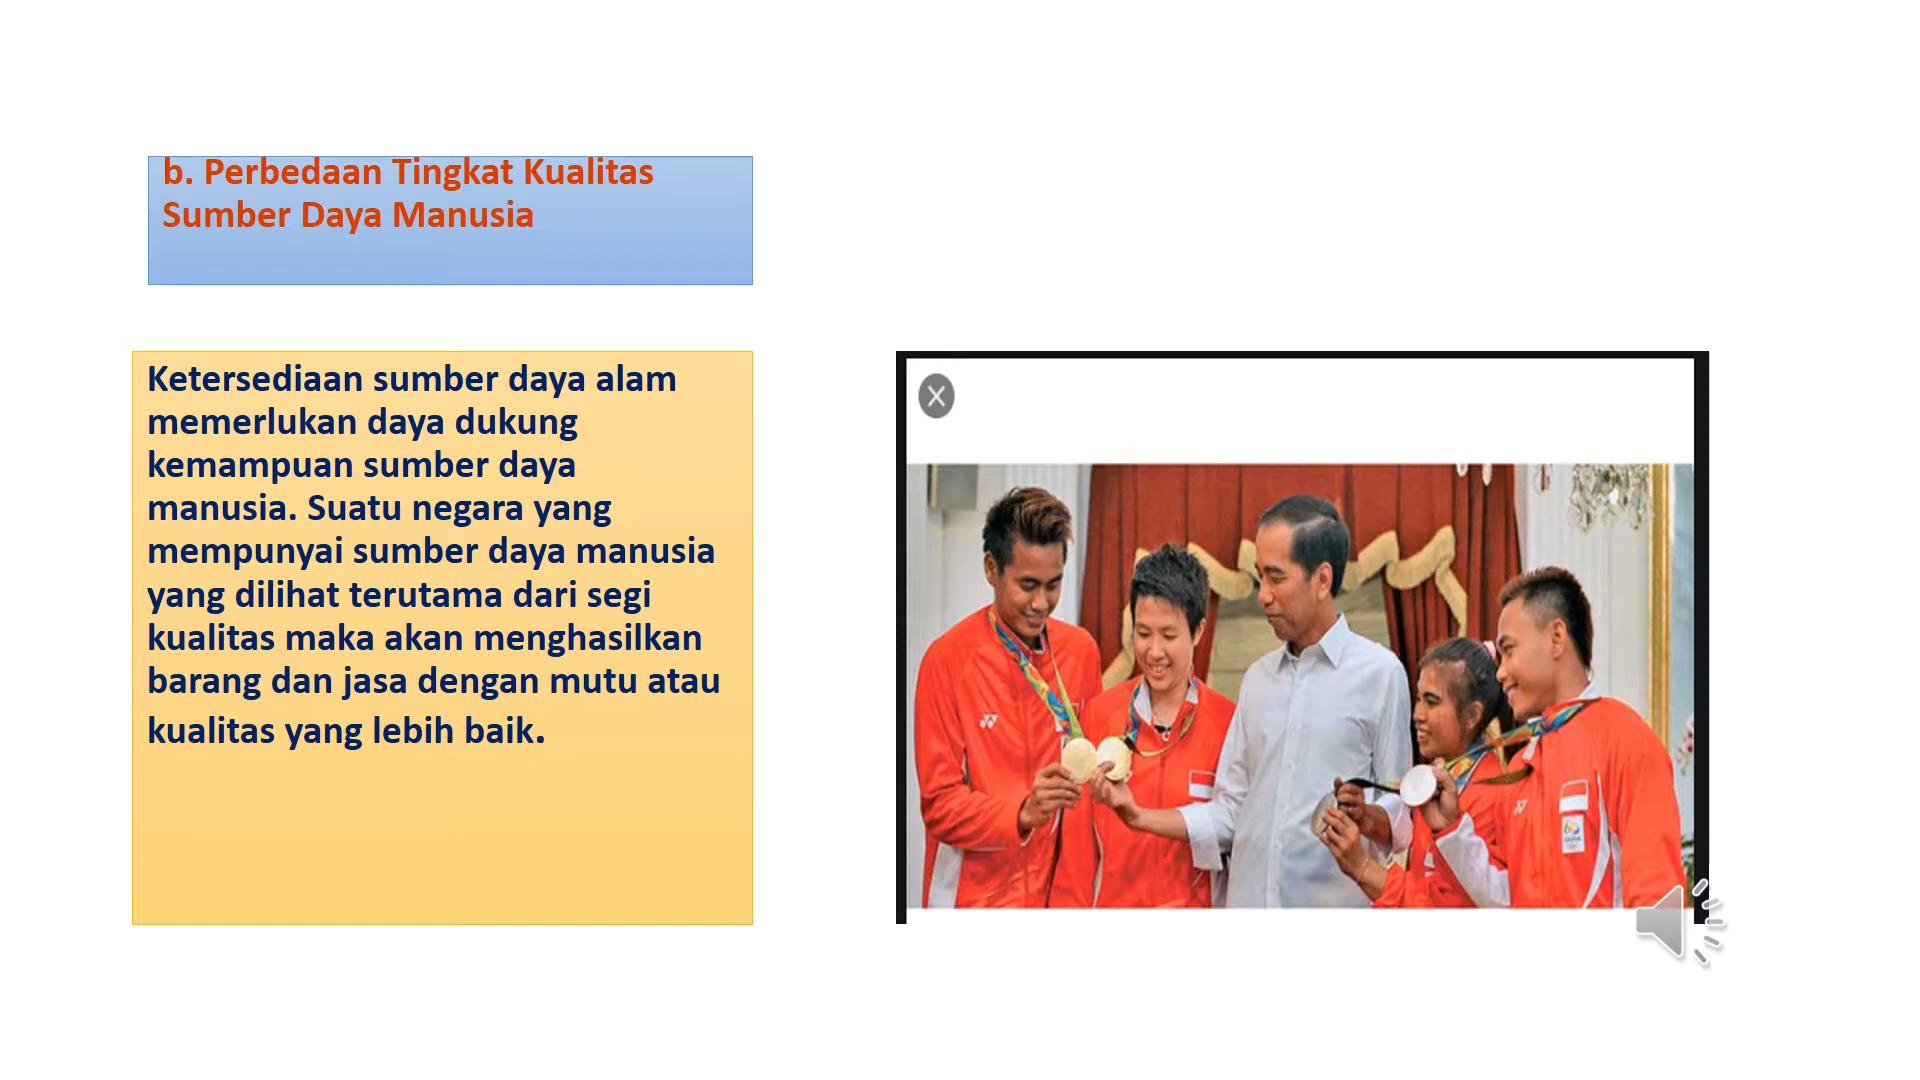 b. Perbedaan Tingkat Kualitas
Sumber Daya Manusia
Ketersediaan sumber daya alam
memerlukan daya dukung
kemampuan sumber daya
manusia. Suatu negara yang
mempunyai sumber daya manusia
yang dilihat terutama dari segi
kualitas maka akan menghasilkan
barang dan jasa dengan mutu atau
kualitas yang lebih baik.